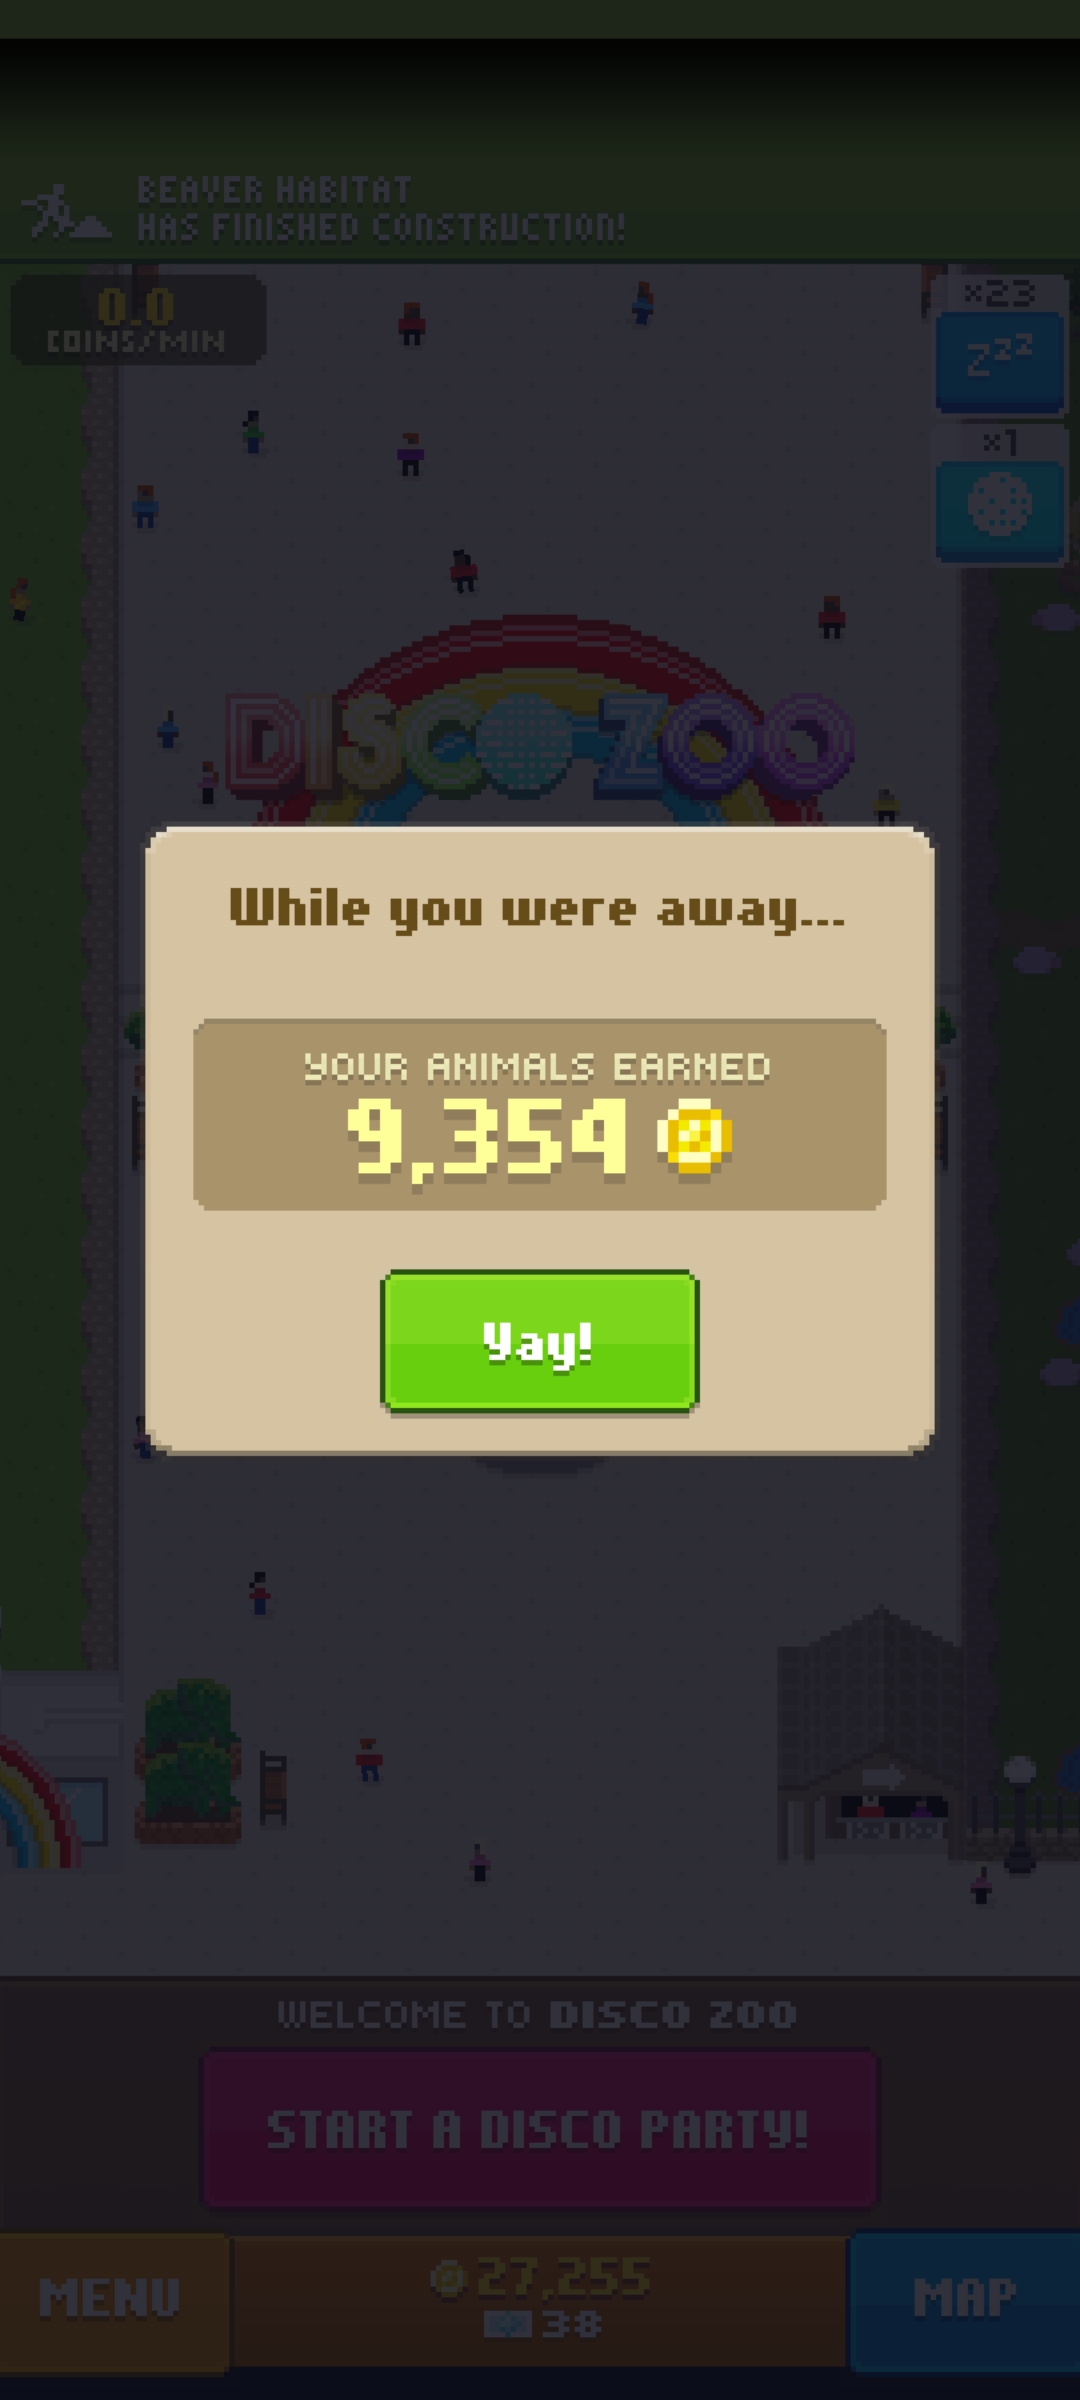 BEAVER HABITAT
HAS FINISHED CONSTRUCTION!
0.0
COINS/MIN
x23
zzz
x1
DISCO ZOO
While you were away...
YOUR ANIMALS EARNED
9,354
Yay!
WELCOME TO DISCO ZOO
START A DISCO PARTY!
MENU
27,255
38
MAP